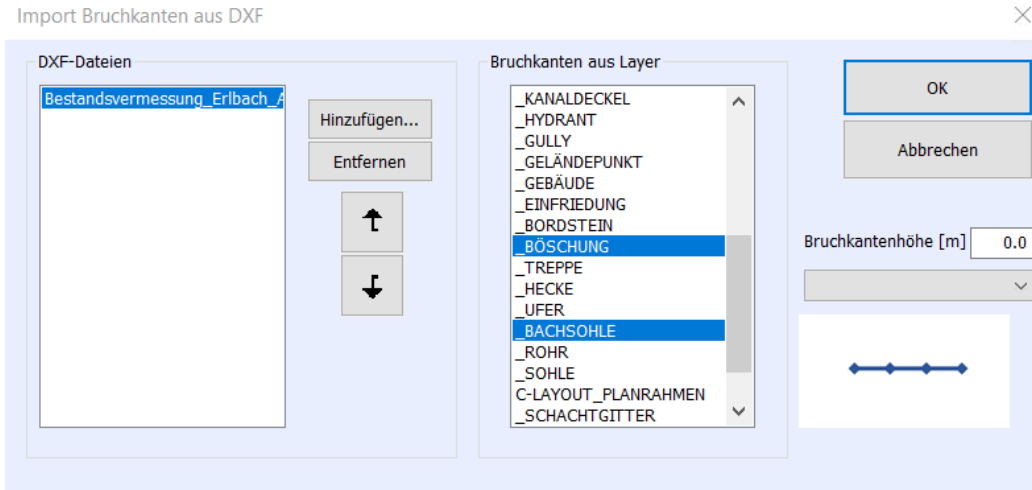 Import Bruchkanten aus DXF
DXF-Dateien
Bestandsvermessung_Erlbach_A
Hinzufügen...
Entfernen
Bruchkanten aus Layer
_KANALDECKEL
_HYDRANT
_GULLY
_GELÄNDEPUNKT
_GEBÄUDE
_EINFRIEDUNG
_BORDSTEIN
_BÖSCHUNG
_TREPPE
_HECKE
_UFER
_BACHSOHLE
_ROHR
_SOHLE
C-LAYOUT_PLANRAHMEN
_SCHACHTGITTER
OK
Abbrechen
Bruchkantenhöhe [m] 0.0